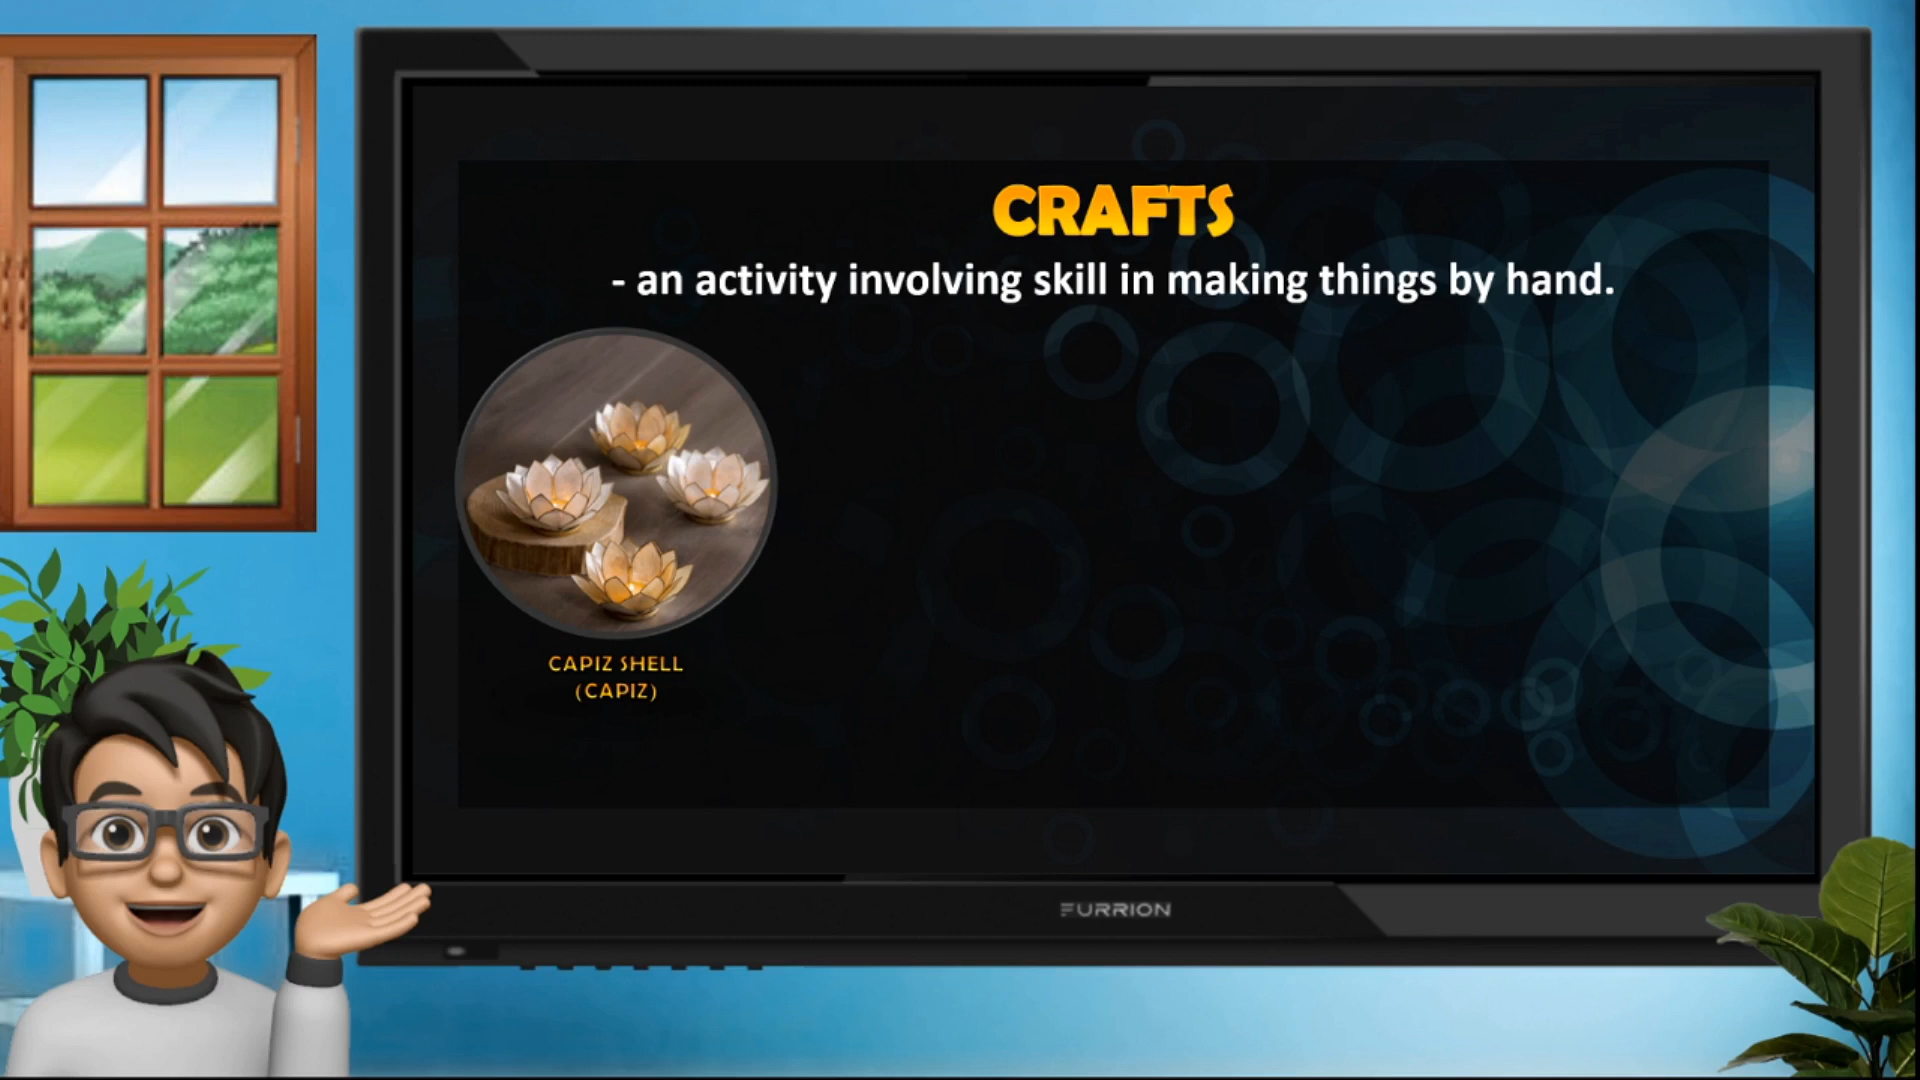 CRAFTS
- an activity involving skill in making things by hand.
CAPIZ SHELL
(CAPIZ)
FURRION